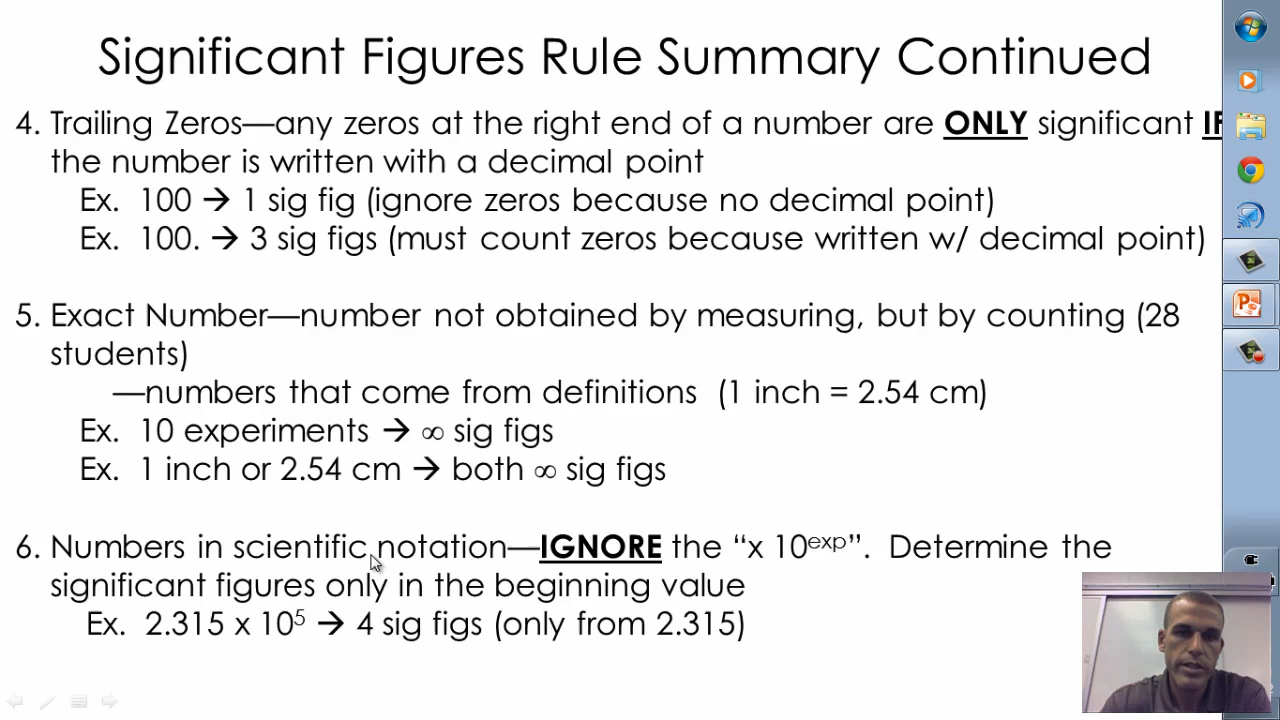 Significant Figures Rule Summary Continued
4. Trailing Zeros—any zeros at the right end of a number are ONLY significant IF
the number is written with a decimal point
Ex. 100 → 1 sig fig (ignore zeros because no decimal point)
Ex. 100. → 3 sig figs (must count zeros because written w/ decimal point)
5. Exact Number—number not obtained by measuring, but by counting (28
students)
—numbers that come from definitions (1 inch = 2.54 cm)
Ex. 10 experiments → ∞ sig figs
Ex. 1 inch or 2.54 cm → both ∞ sig figs
6. Numbers in scientific notation—IGNORE the “x 10^exp”. Determine the
significant figures only in the beginning value
Ex. 2.315 x 10⁵ → 4 sig figs (only from 2.315)